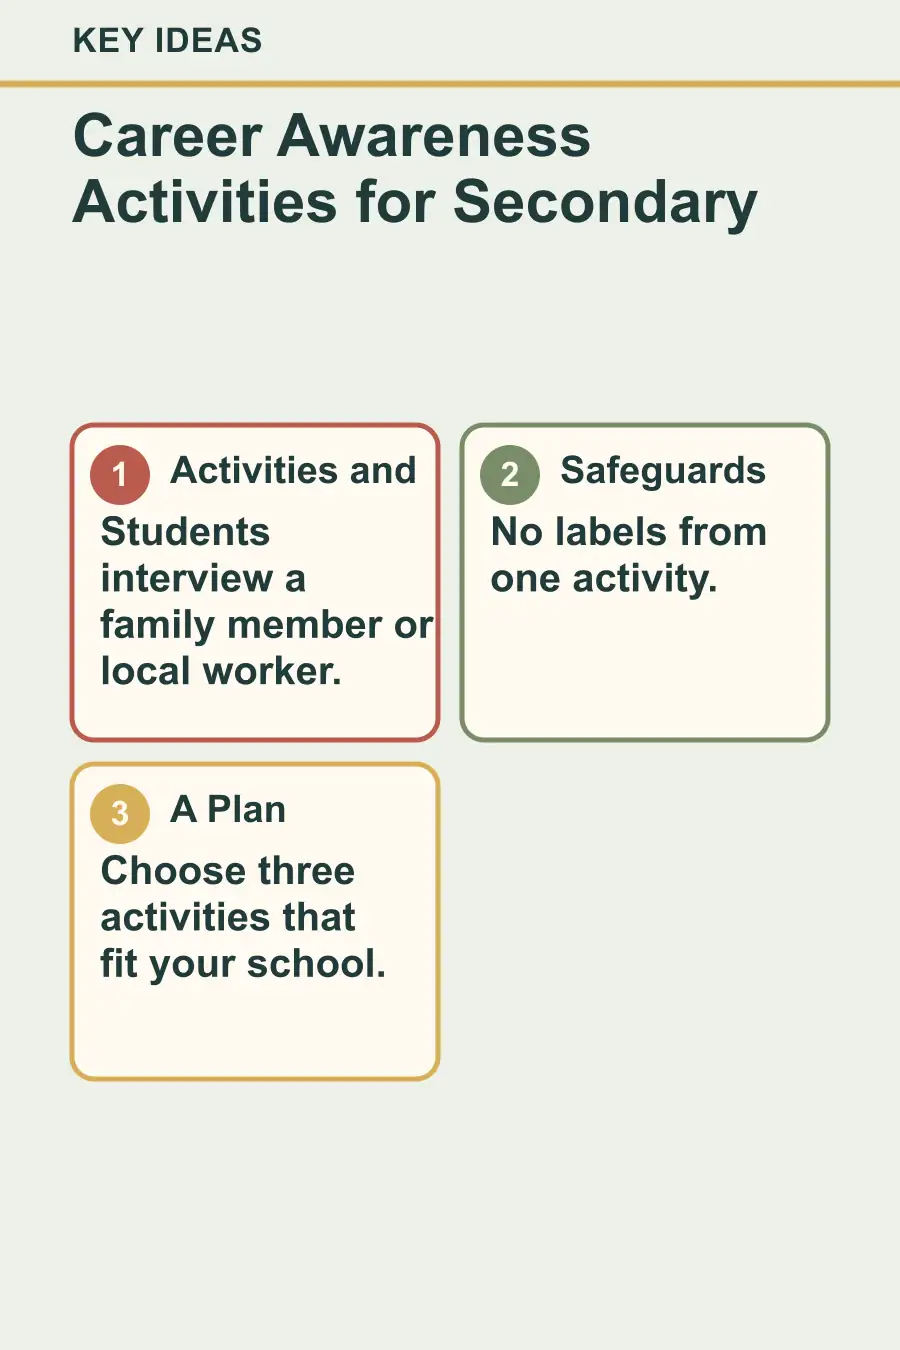 KEY IDEAS
Career Awareness
Activities for Secondary
1 Activities and
Students
interview a
family member or
local worker.
2 Safeguards
No labels from
one activity.
3 A Plan
Choose three
activities that
fit your school.